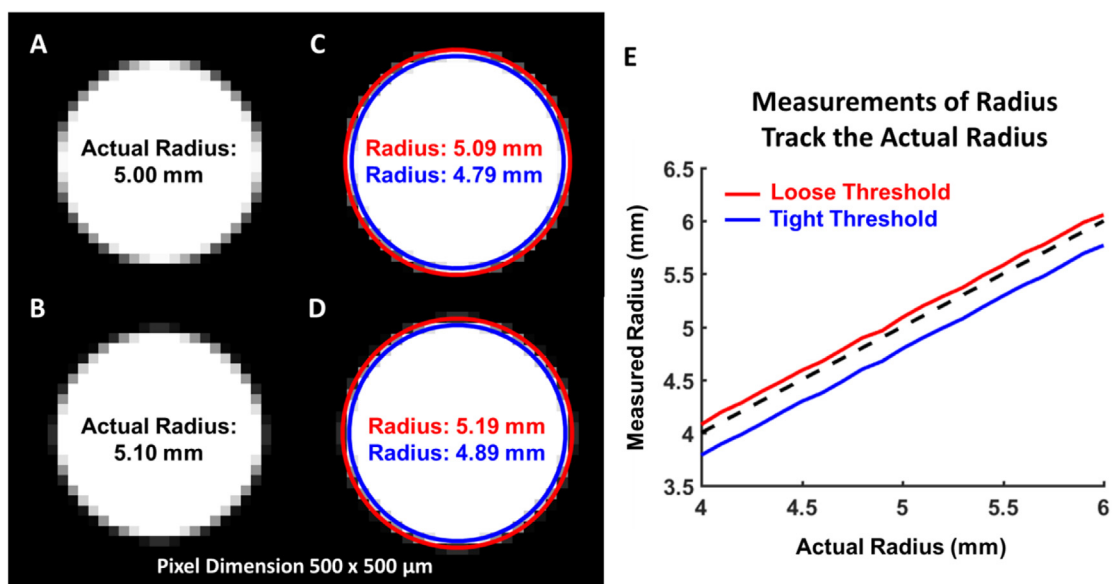 A
Actual Radius:
5.00 mm
B
Actual Radius:
5.10 mm
C
Radius: 5.09 mm
Radius: 4.79 mm
D
Radius: 5.19 mm
Radius: 4.89 mm
Pixel Dimension 500 x 500 µm
E
Measurements of Radius
Track the Actual Radius
Loose Threshold
Tight Threshold
Measured Radius (mm)
6.5
6
5.5
5
4.5
4
3.5
4 4.5 5 5.5 6
Actual Radius (mm)